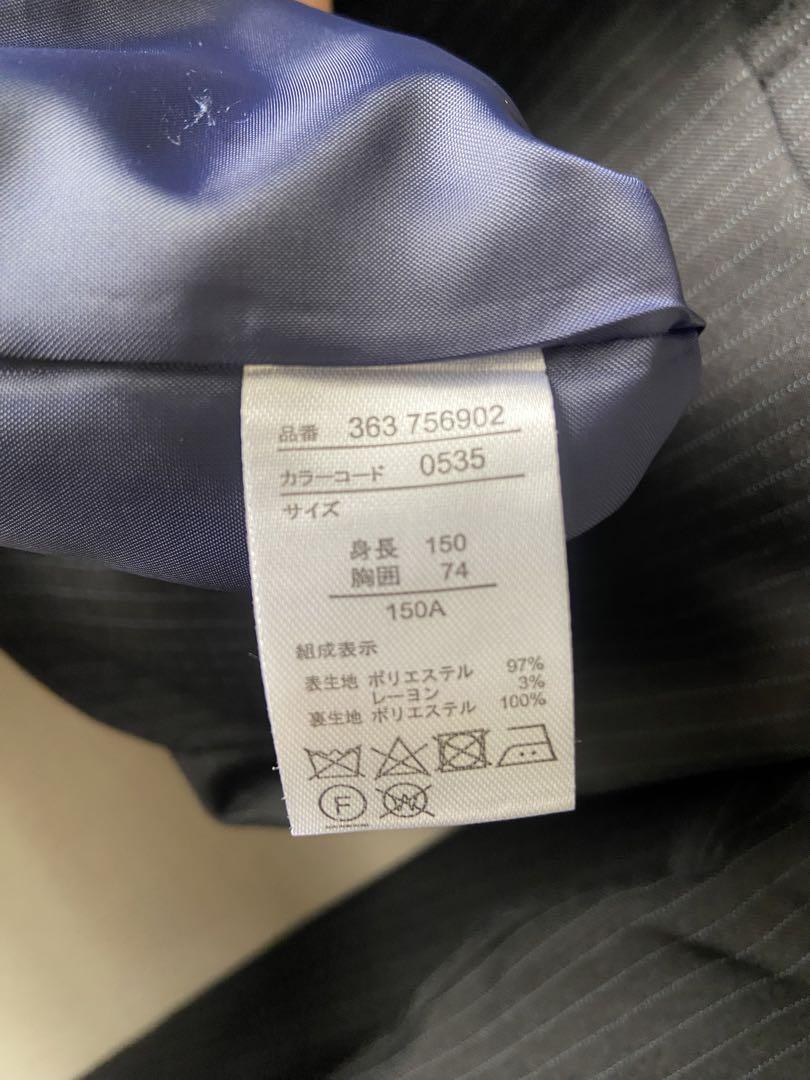 品番 363 756902
カラーコード 0535
サイズ
身長 150
胸囲 74
150A
組成表示
表生地 ポリエステル 97%
レーヨン 3%
裏生地 ポリエステル 100%
F W